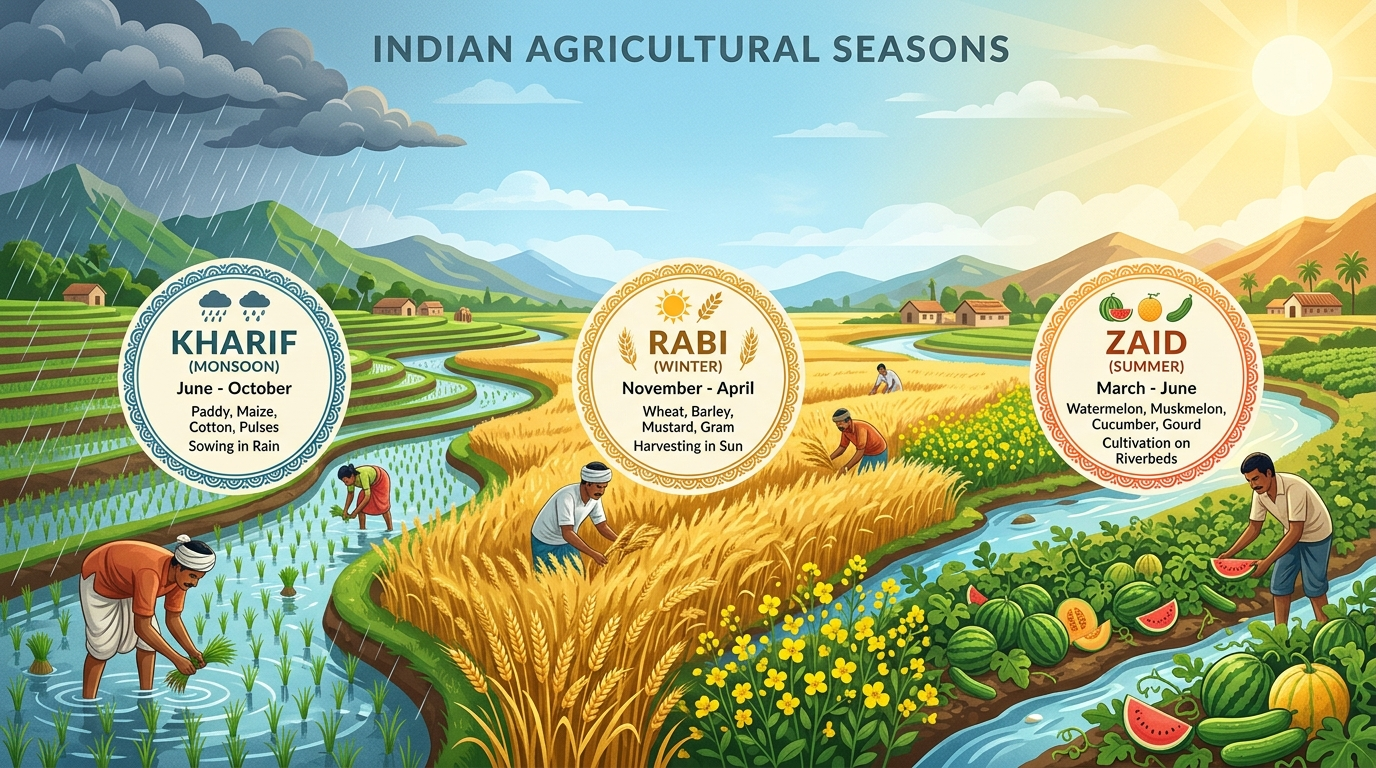 INDIAN AGRICULTURAL SEASONS
KHARIF
(MONSOON)
June - October
Paddy, Maize,
Cotton, Pulses
Sowing in Rain
RABI
(WINTER)
November - April
Wheat, Barley,
Mustard, Gram
Harvesting in Sun
ZAID
(SUMMER)
March - June
Watermelon, Muskmelon,
Cucumber, Gourd
Cultivation on
Riverbeds